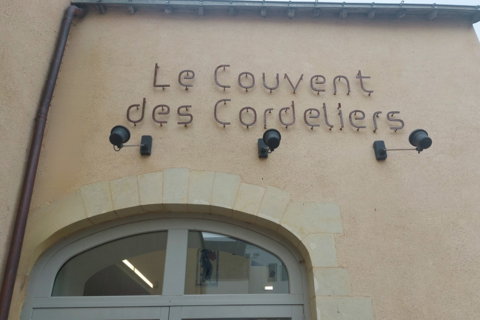 Le Couvent
des Cordeliers